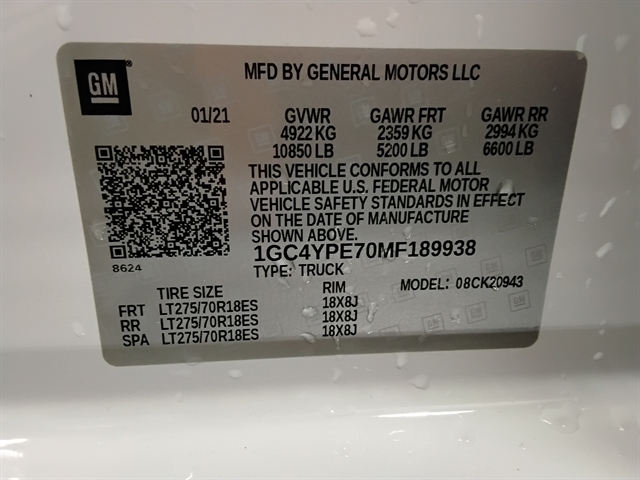 GM ®
MFD BY GENERAL MOTORS LLC
01/21 GVWR GAWR FRT GAWR RR
4922 KG 2359 KG 2994 KG
10850 LB 5200 LB 6600 LB
THIS VEHICLE CONFORMS TO ALL
APPLICABLE U.S. FEDERAL MOTOR
VEHICLE SAFETY STANDARDS IN EFFECT
ON THE DATE OF MANUFACTURE
SHOWN ABOVE.
8624
1GC4YPE70MF189938
TYPE: TRUCK
MODEL: 08CK20943
TIRE SIZE RIM
FRT LT275/70R18ES 18X8J
RR LT275/70R18ES 18X8J
SPA LT275/70R18ES 18X8J